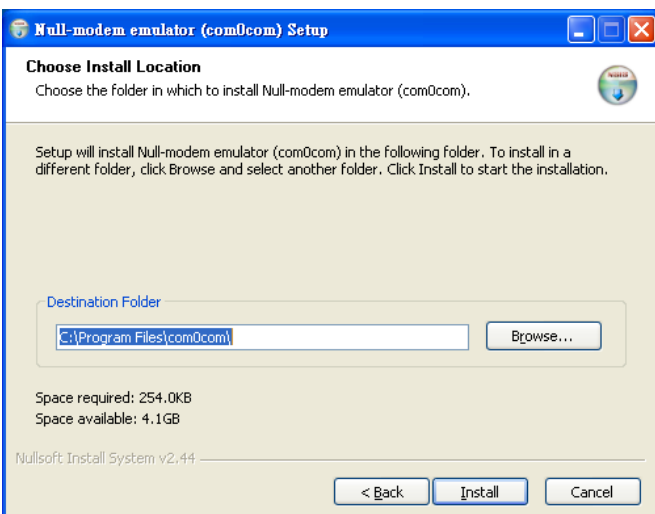 Null-modem emulator (com0com) Setup
Choose Install Location
Choose the folder in which to install Null-modem emulator (com0com).
Setup will install Null-modem emulator (com0com) in the following folder. To install in a
different folder, click Browse and select another folder. Click Install to start the installation.
Destination Folder
C:\Program Files\com0com\
Browse...
Space required: 254.0KB
Space available: 4.1GB
Nullsoft Install System v2.44
< Back
Install
Cancel